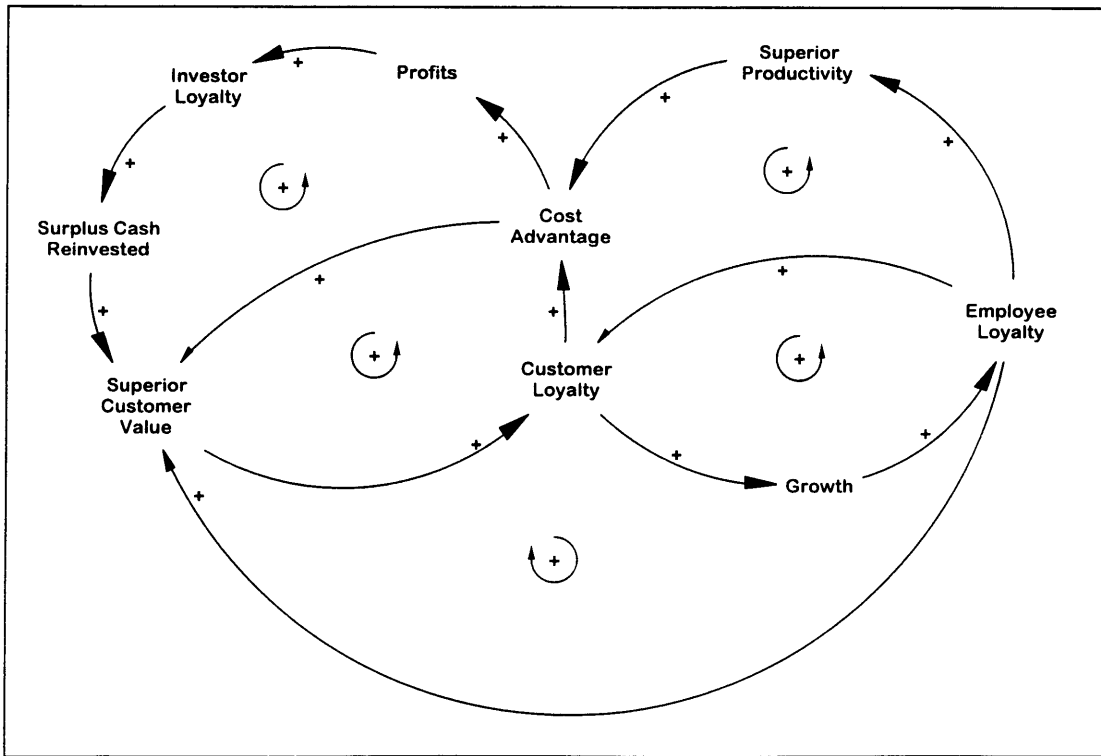 Superior
Productivity
Investor
Loyalty
Profits
+
+
+
+
+
+
+
Surplus Cash
Reinvested
Cost
Advantage
+
+
+
+
Employee
Loyalty
Superior
Customer
Value
Customer
Loyalty
+
+
+
+
+
Growth
+
+